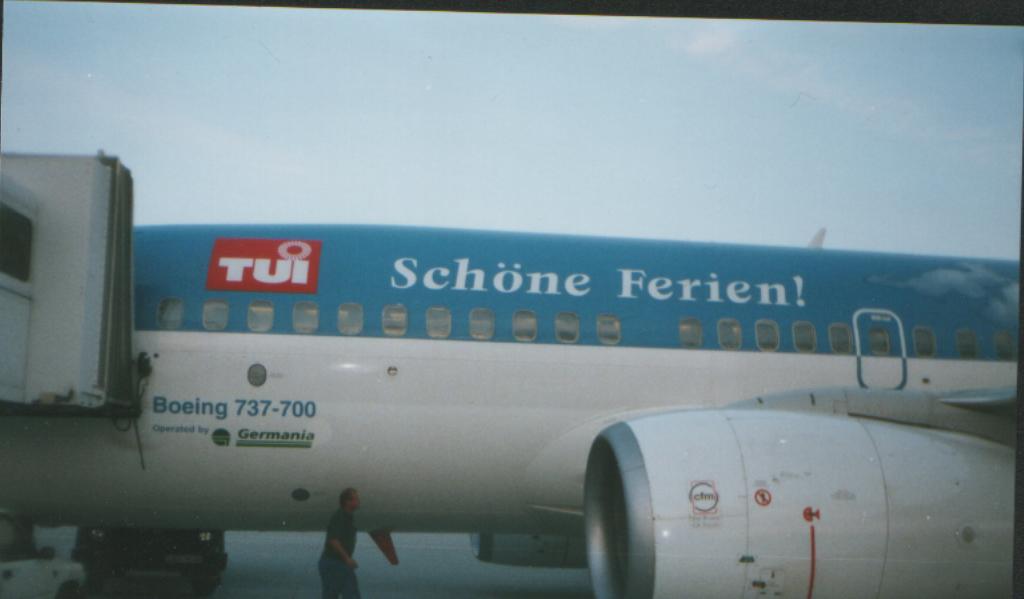 TUI
Schöne Ferien!
Boeing 737-700
Operated by Germania
cfm